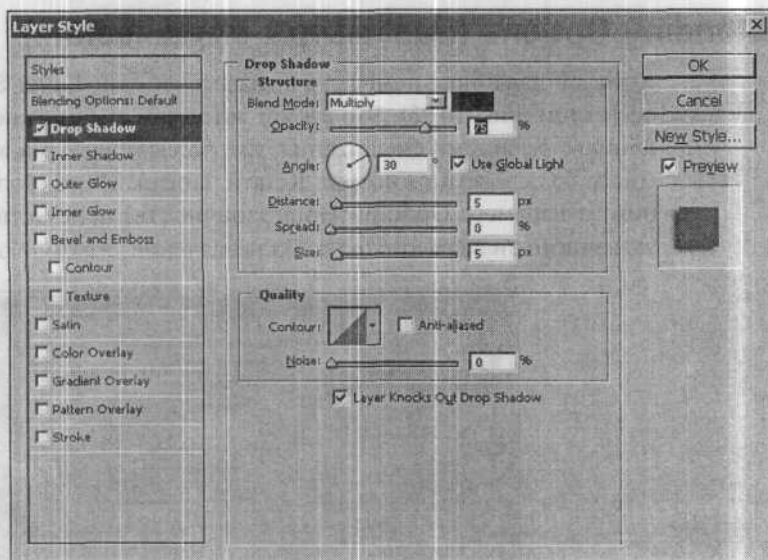 Layer Style
Styles
Blending Options: Default
Drop Shadow
Inner Shadow
Outer Glow
Inner Glow
Bevel and Emboss
Contour
Texture
Satin
Color Overlay
Gradient Overlay
Pattern Overlay
Stroke
Drop Shadow
Structure
Blend Mode: Multiply
Opacity: 75 %
Angle: 30 ° Use Global Light
Distance: 5 px
Spread: 0 %
Size: 5 px
Quality
Contour: Anti-aliased
Noise: 0 %
Layer Knocks Out Drop Shadow
OK
Cancel
New Style...
Preview